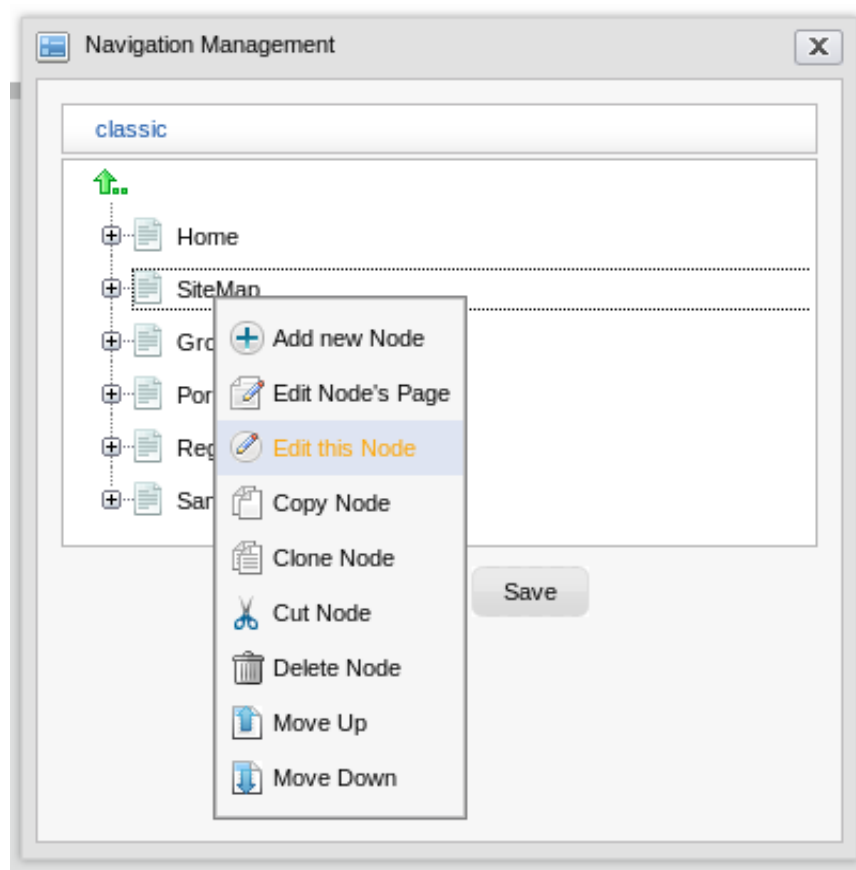 Navigation Management
classic
Home
SiteMap
Add new Node
Edit Node's Page
Edit this Node
Copy Node
Clone Node
Cut Node
Delete Node
Move Up
Move Down
Save